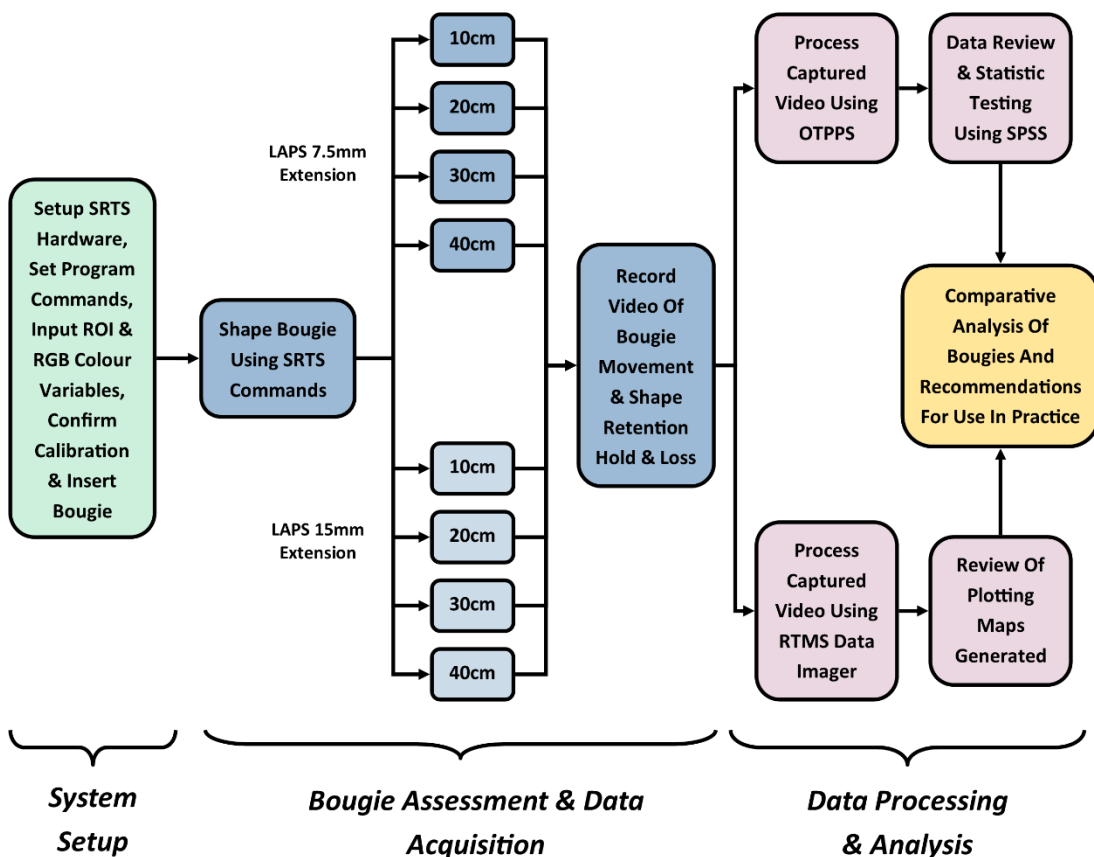 Setup SRTS
Hardware,
Set Program
Commands,
Input ROI &
RGB Colour
Variables,
Confirm
Calibration
& Insert
Bougie
Shape Bougie
Using SRTS
Commands
LAPS 7.5mm
Extension
10cm
20cm
30cm
40cm
LAPS 15mm
Extension
10cm
20cm
30cm
40cm
Record
Video Of
Bougie
Movement
& Shape
Retention
Hold & Loss
Process
Captured
Video Using
OTPPS
Data Review
& Statistic
Testing
Using SPSS
Process
Captured
Video Using
RTMS Data
Imager
Review Of
Plotting
Maps
Generated
Comparative
Analysis Of
Bougies And
Recommendations
For Use In Practice
System
Setup
Bougie Assessment & Data
Acquisition
Data Processing
& Analysis